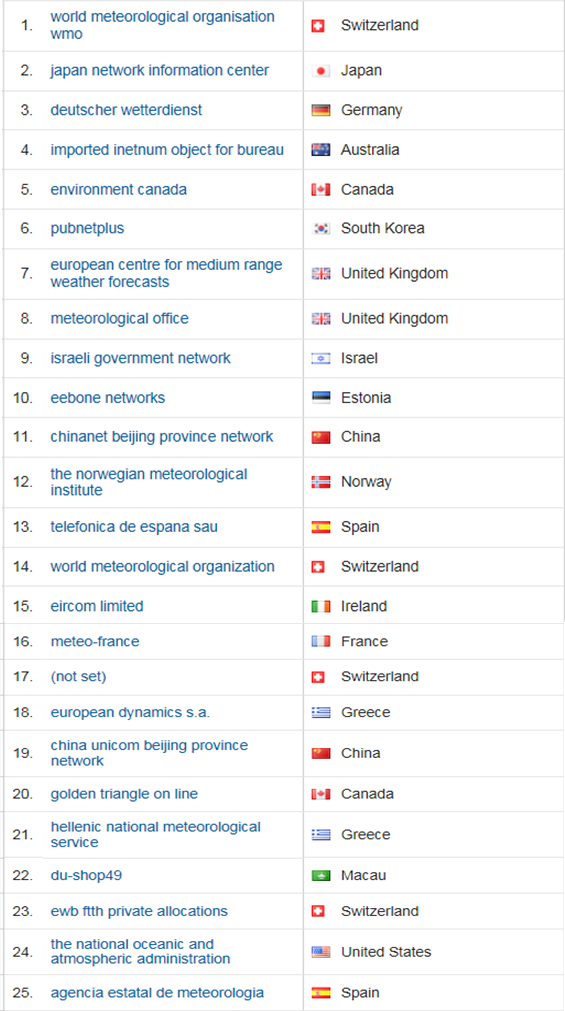 1. world meteorological organisation Switzerland
wmo
2. japan network information center Japan
3. deutscher wetterdienst Germany
4. imported inetnum object for bureau Australia
5. environment canada Canada
6. pubnetplus South Korea
7. european centre for medium range United Kingdom
weather forecasts
8. meteorological office United Kingdom
9. israeli government network Israel
10. eebone networks Estonia
11. chinanet beijing province network China
12. the norwegian meteorological Norway
institute
13. telefonica de espana sau Spain
14. world meteorological organization Switzerland
15. eircom limited Ireland
16. meteo-france France
17. (not set) Switzerland
18. european dynamics s.a. Greece
19. china unicom beijing province China
network
20. golden triangle on line Canada
21. hellenic national meteorological Greece
service
22. du-shop49 Macau
23. ewb ftth private allocations Switzerland
24. the national oceanic and United States
atmospheric administration
25. agencia estatal de meteorologia Spain